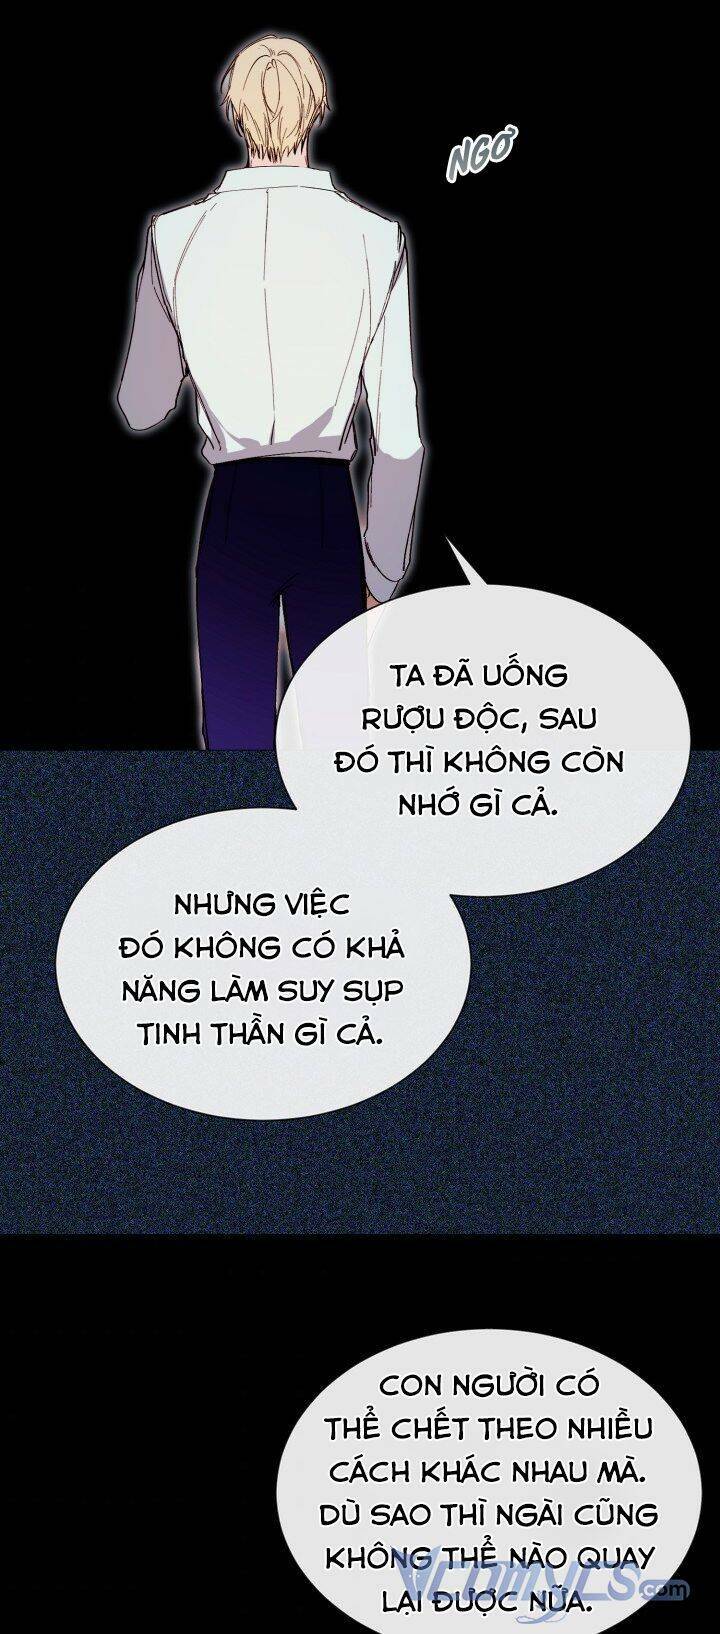 NGƠ
TA ĐÃ UỐNG
RƯỢU ĐỘC, SAU
ĐÓ THÌ KHÔNG CÒN
NHỚ GÌ CẢ.
NHƯNG VIỆC
ĐÓ KHÔNG CÓ KHẢ
NĂNG LÀM SUY SỤP
TINH THẦN GÌ CẢ.
CON NGƯỜI CÓ
THỂ CHẾT THEO NHIỀU
CÁCH KHÁC NHAU MÀ.
DÙ SAO THÌ NGÀI CŨNG
KHÔNG THỂ NÀO QUAY
LẠI ĐƯỢC NỮA.